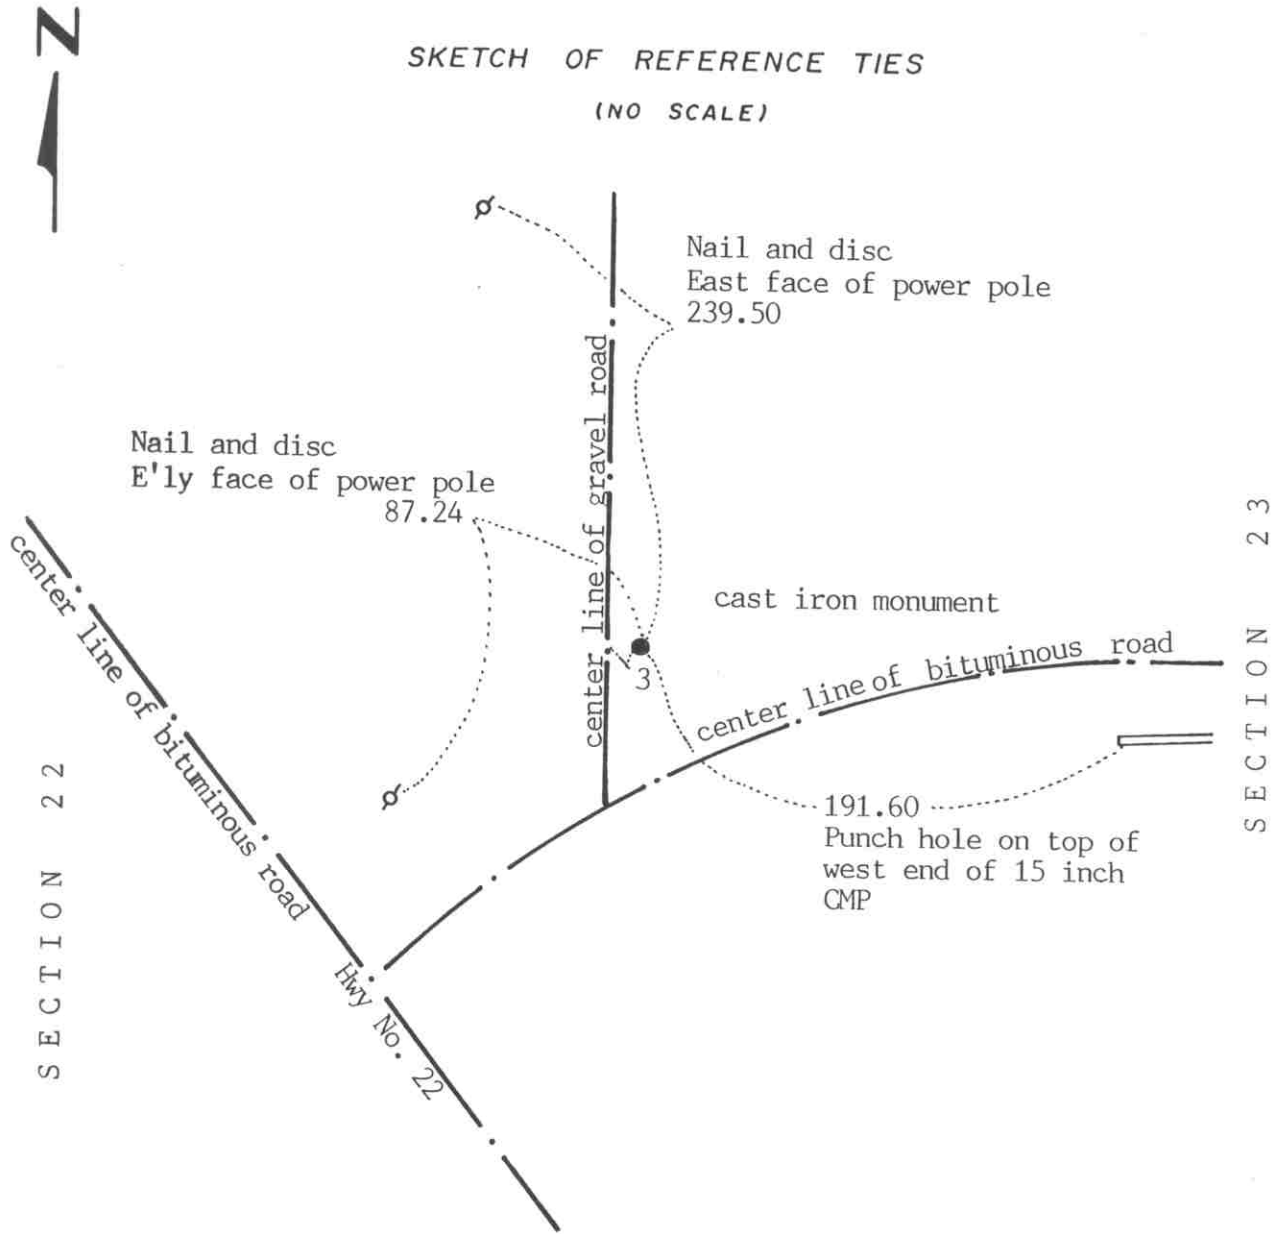 N
SKETCH OF REFERENCE TIES
(NO SCALE)
Nail and disc
East face of power pole
239.50
center line of gravel road
Nail and disc
E'ly face of power pole
87.24
cast iron monument
3
center line of bituminous road
center line of bituminous road
191.60
Punch hole on top of
west end of 15 inch
CMP
Hwy No. 22
SECTION 22
SECTION 23